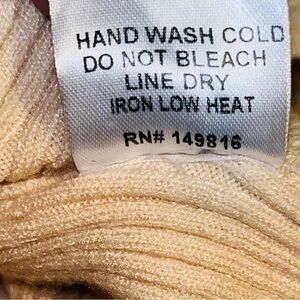 HAND WASH COLD
DO NOT BLEACH
LINE DRY
IRON LOW HEAT
RN# 149816